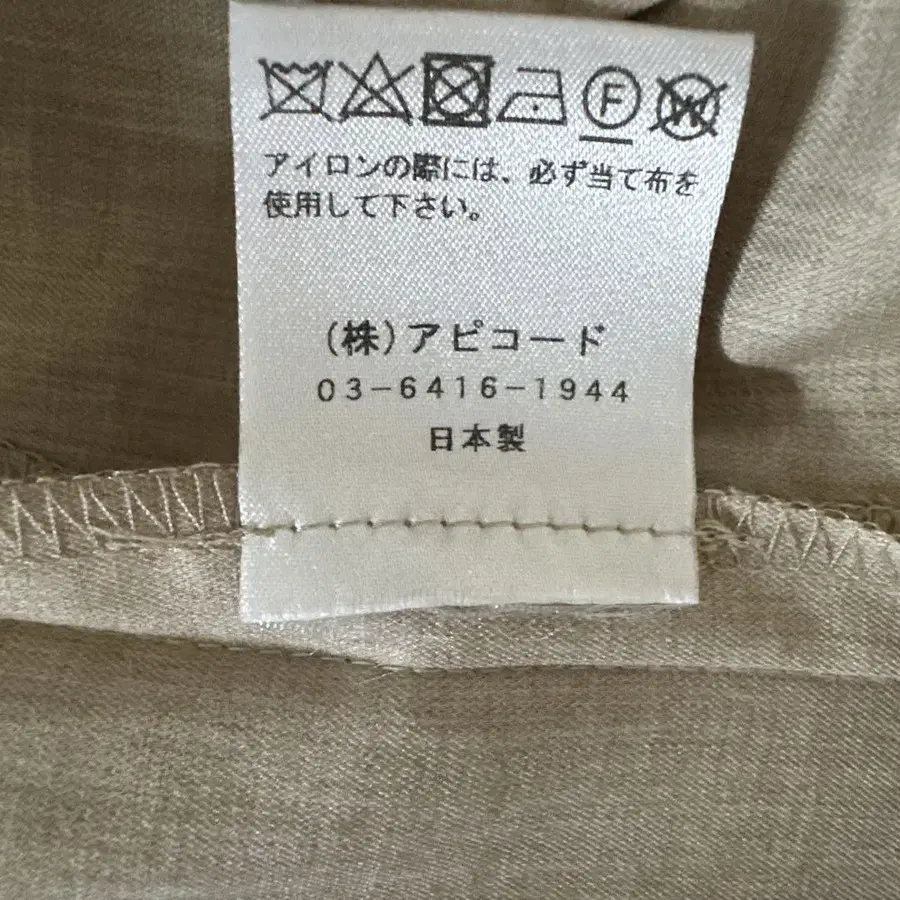 F W
アイロンの際には、必ず当て布を
使用して下さい。
(株)アピコード
03-6416-1944
日本製